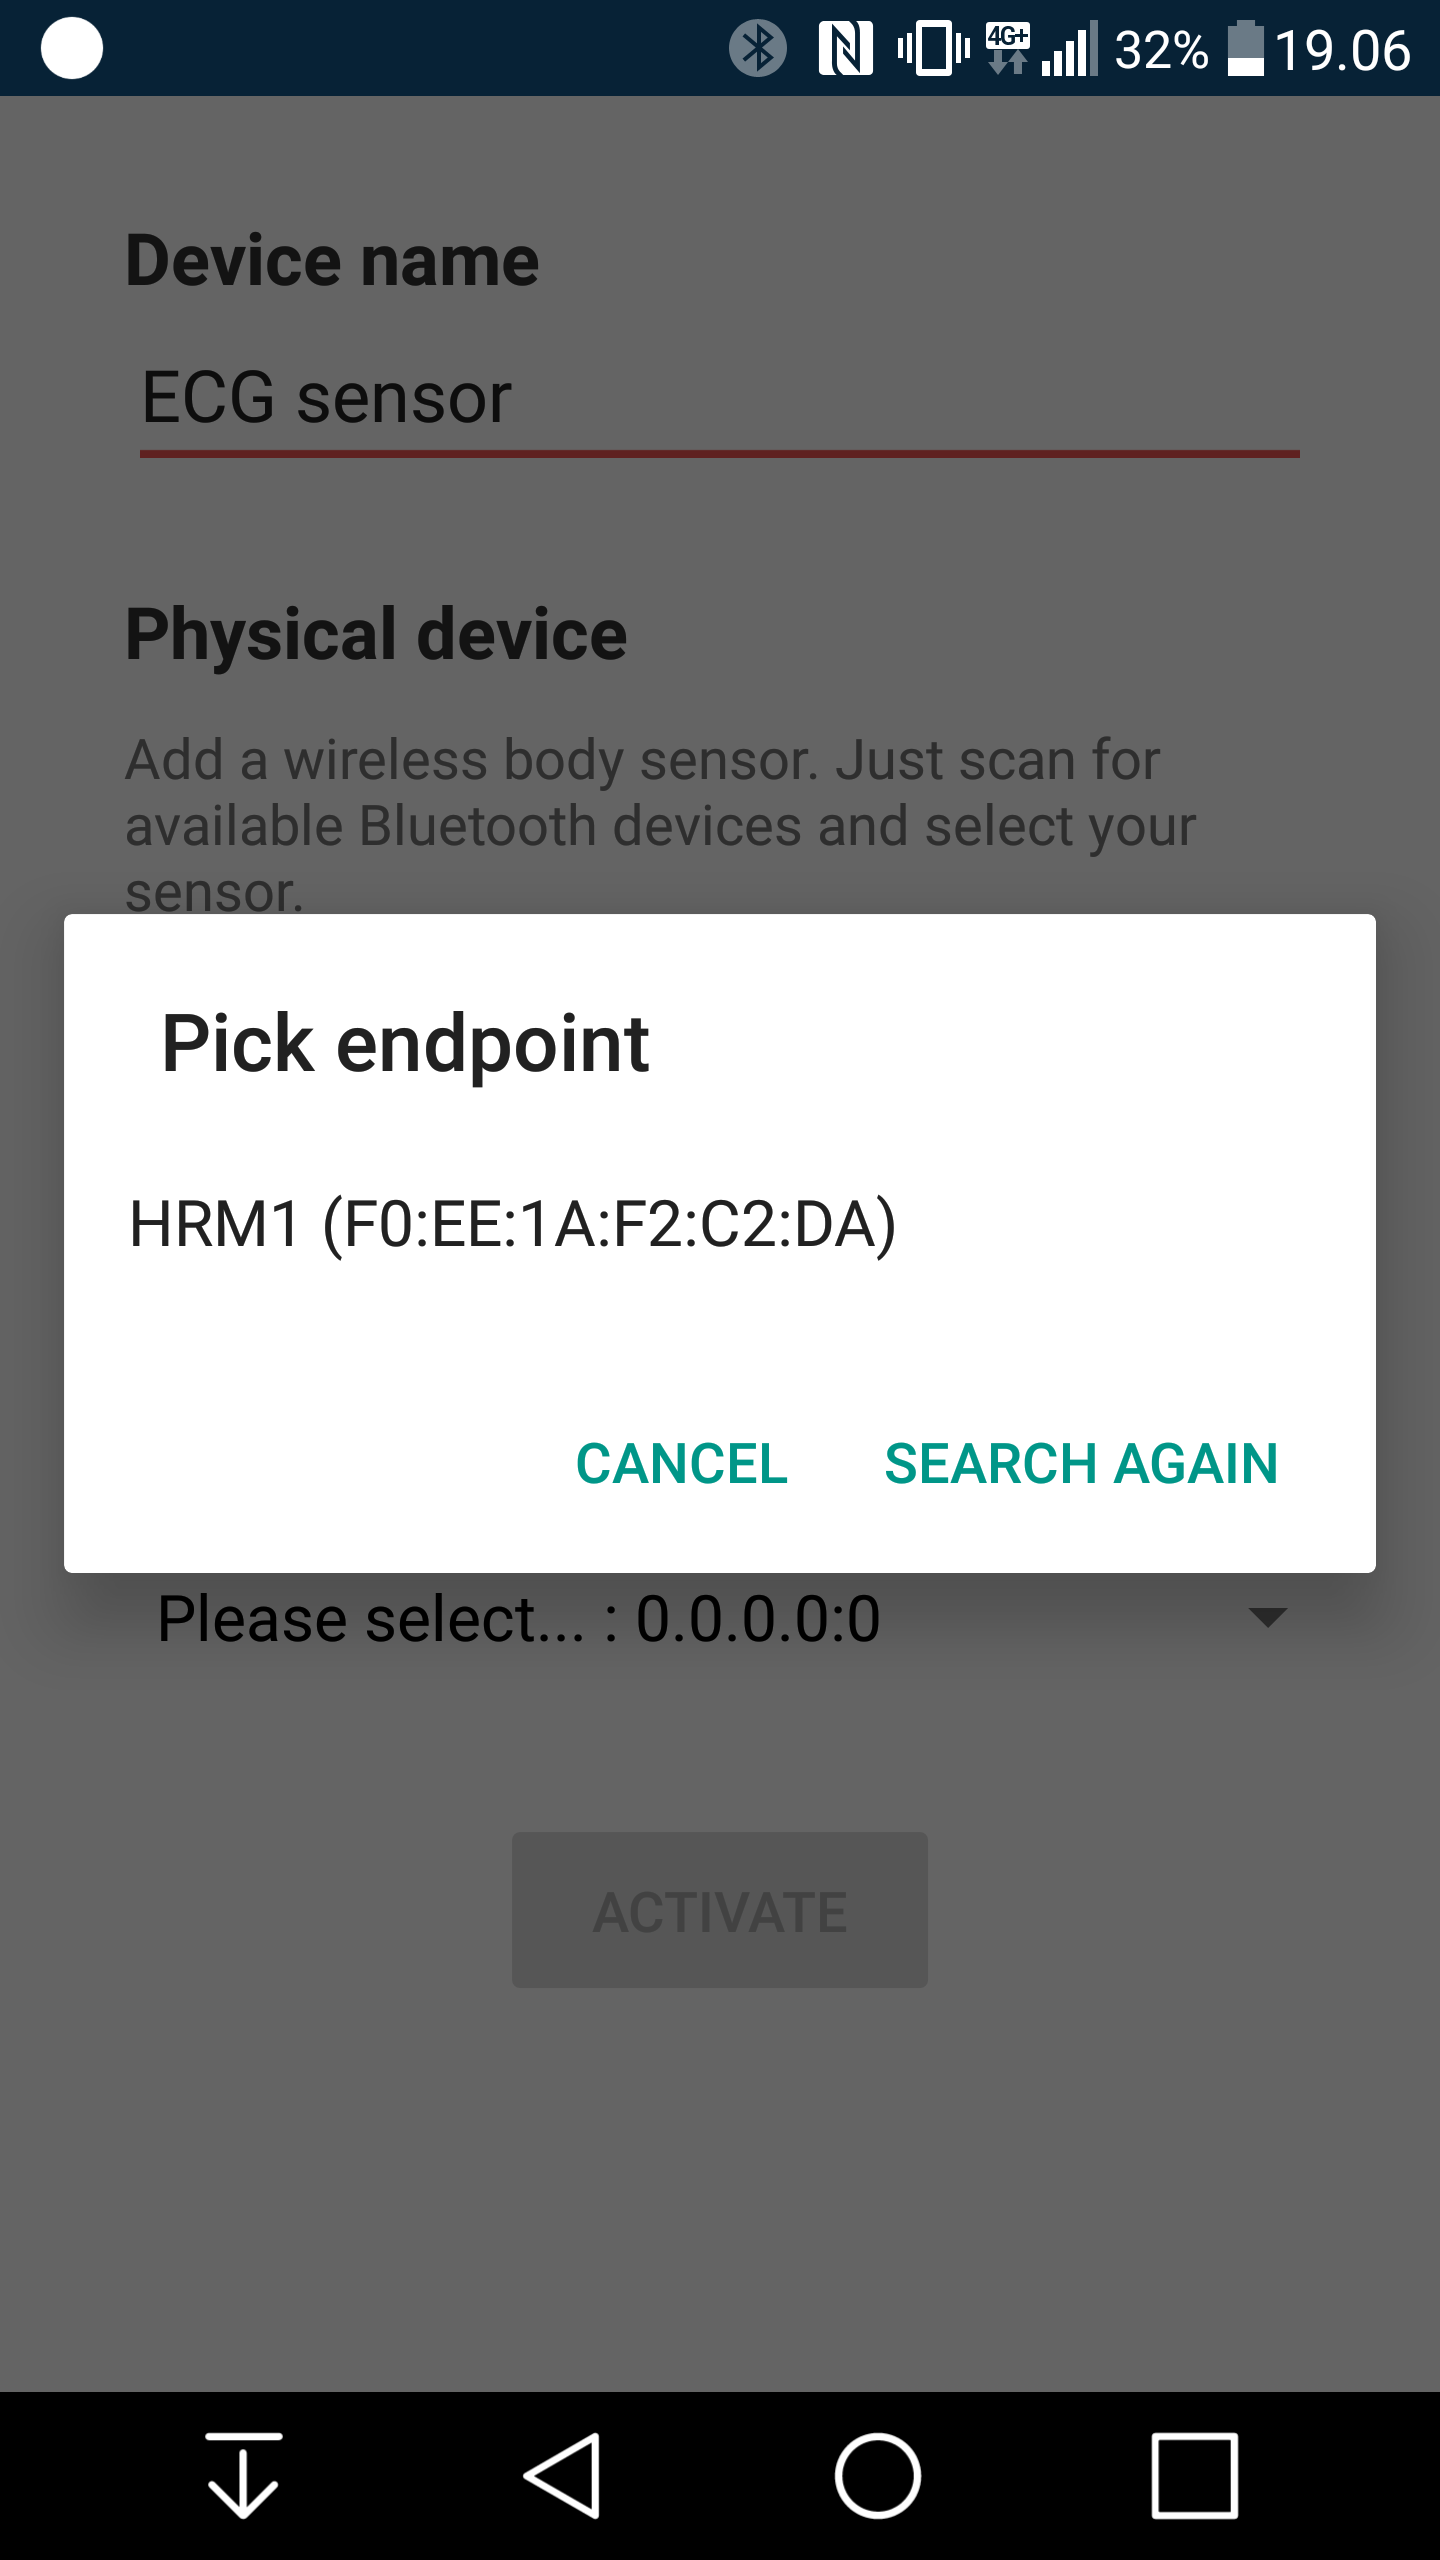 4G+ 32% 19.06
Device name
ECG sensor
Physical device
Add a wireless body sensor. Just scan for
available Bluetooth devices and select your
sensor.
Pick endpoint
HRM1 (F0:EE:1A:F2:C2:DA)
CANCEL SEARCH AGAIN
Please select... : 0.0.0.0:0
ACTIVATE